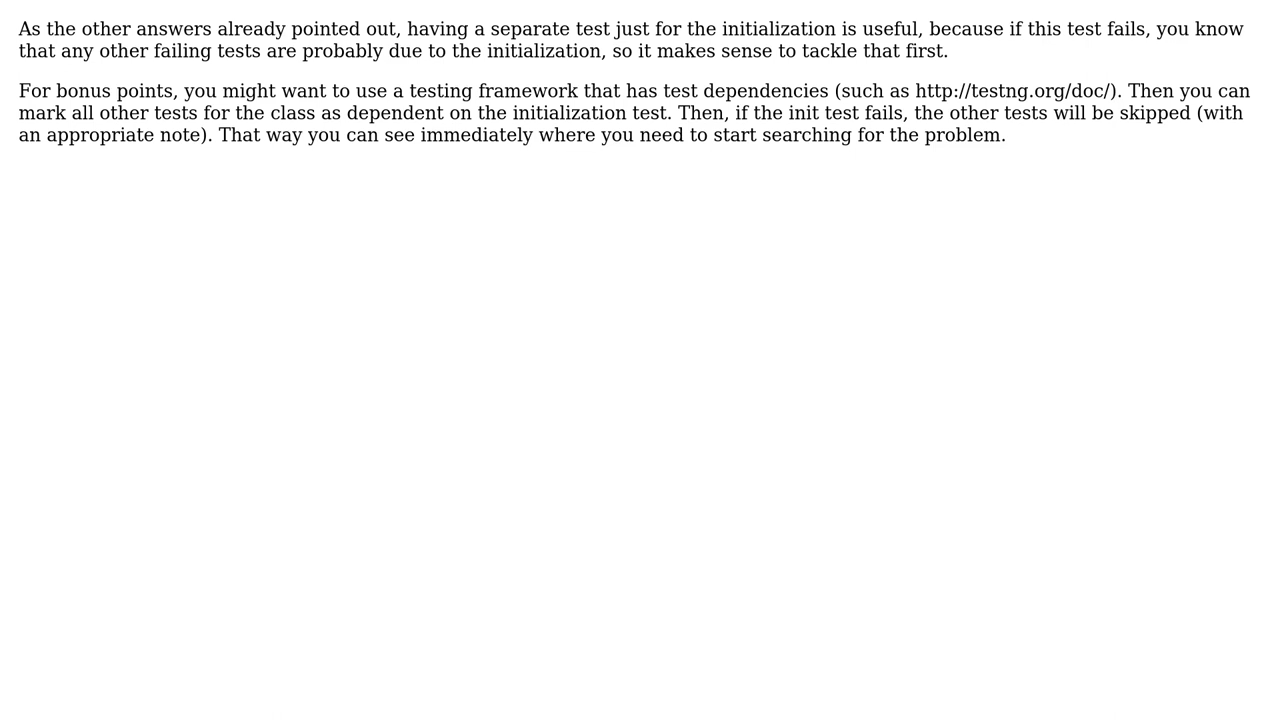 As the other answers already pointed out, having a separate test just for the initialization is useful, because if this test fails, you know
that any other failing tests are probably due to the initialization, so it makes sense to tackle that first.
For bonus points, you might want to use a testing framework that has test dependencies (such as http://testng.org/doc/). Then you can
mark all other tests for the class as dependent on the initialization test. Then, if the init test fails, the other tests will be skipped (with
an appropriate note). That way you can see immediately where you need to start searching for the problem.